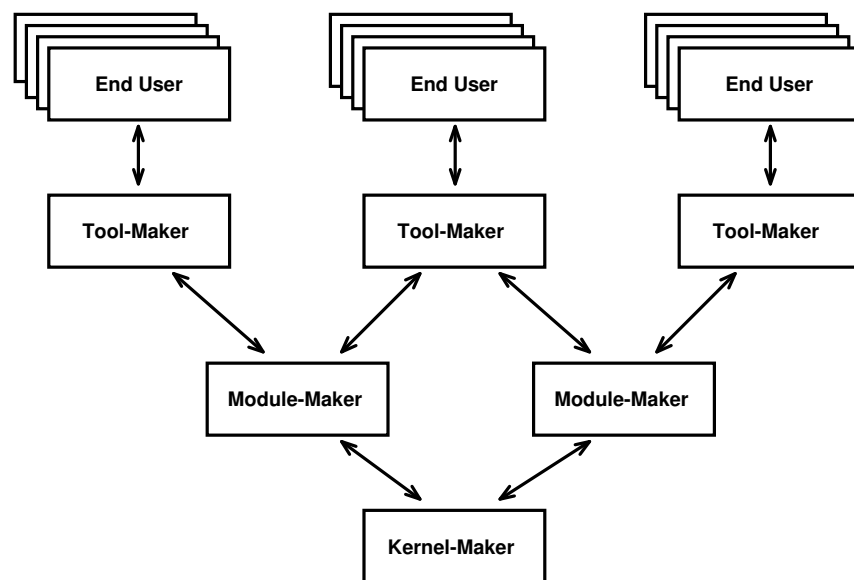 End User
End User
End User
Tool-Maker
Tool-Maker
Tool-Maker
Module-Maker
Module-Maker
Kernel-Maker